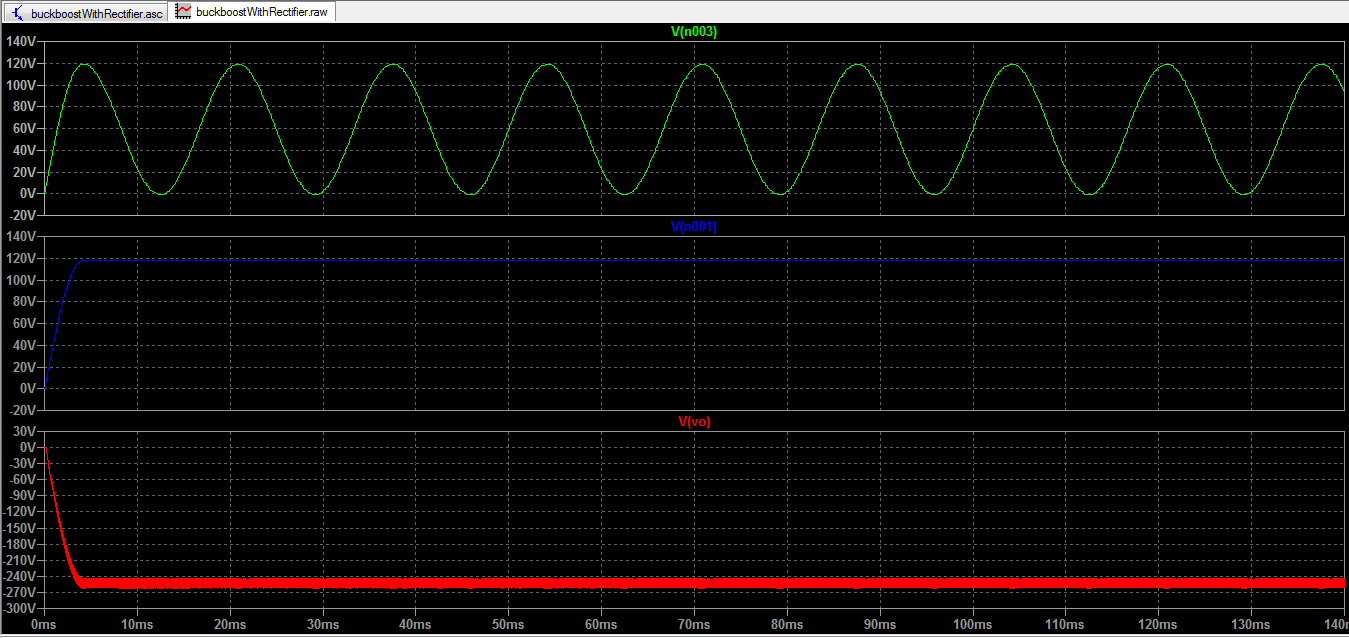 buckboostWithRectifier.asc buckboostWithRectifier.raw
V(n003)
140V
120V
100V
80V
60V
40V
20V
0V
-20V
V(n001)
140V
120V
100V
80V
60V
40V
20V
0V
-20V
V(vo)
30V
0V
-30V
-60V
-90V
-120V
-150V
-180V
-210V
-240V
-270V
-300V
0ms 10ms 20ms 30ms 40ms 50ms 60ms 70ms 80ms 90ms 100ms 110ms 120ms 130ms 140m